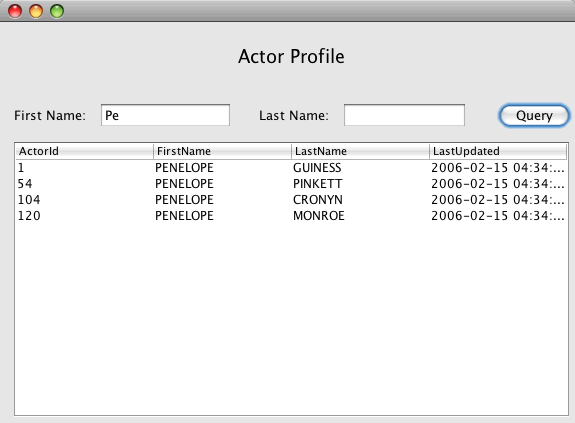 Actor Profile
First Name: Pe Last Name: Query
ActorId FirstName LastName LastUpdated
1 PENELOPE GUINESS 2006-02-15 04:34:...
54 PENELOPE PINKETT 2006-02-15 04:34:...
104 PENELOPE CRONYN 2006-02-15 04:34:...
120 PENELOPE MONROE 2006-02-15 04:34:...